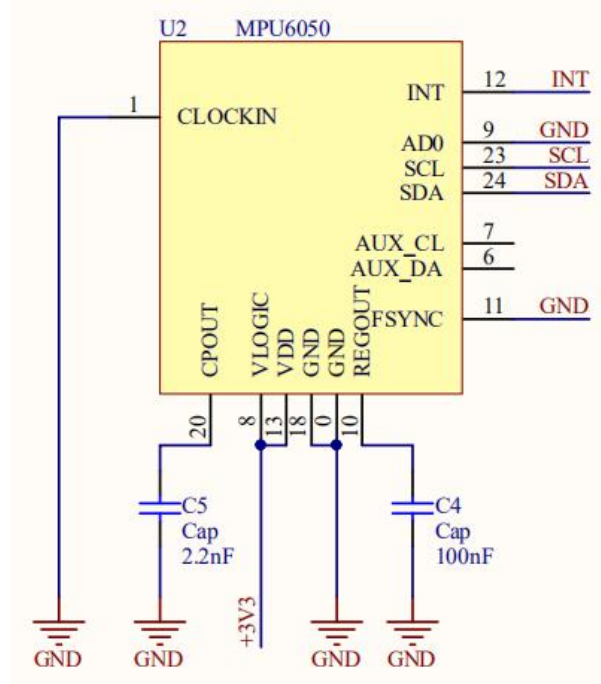 U2 MPU6050
1 CLOCKIN
INT 12 INT
AD0 9 GND
SCL 23 SCL
SDA 24 SDA
AUX_CL 7
AUX_DA 6
FSYNC 11 GND
CPOUT VLOGIC VDD GND GND REGOUT
20 8 13 18 0 10
C5
Cap
2.2nF
C4
Cap
100nF
+3V3
GND GND GND GND